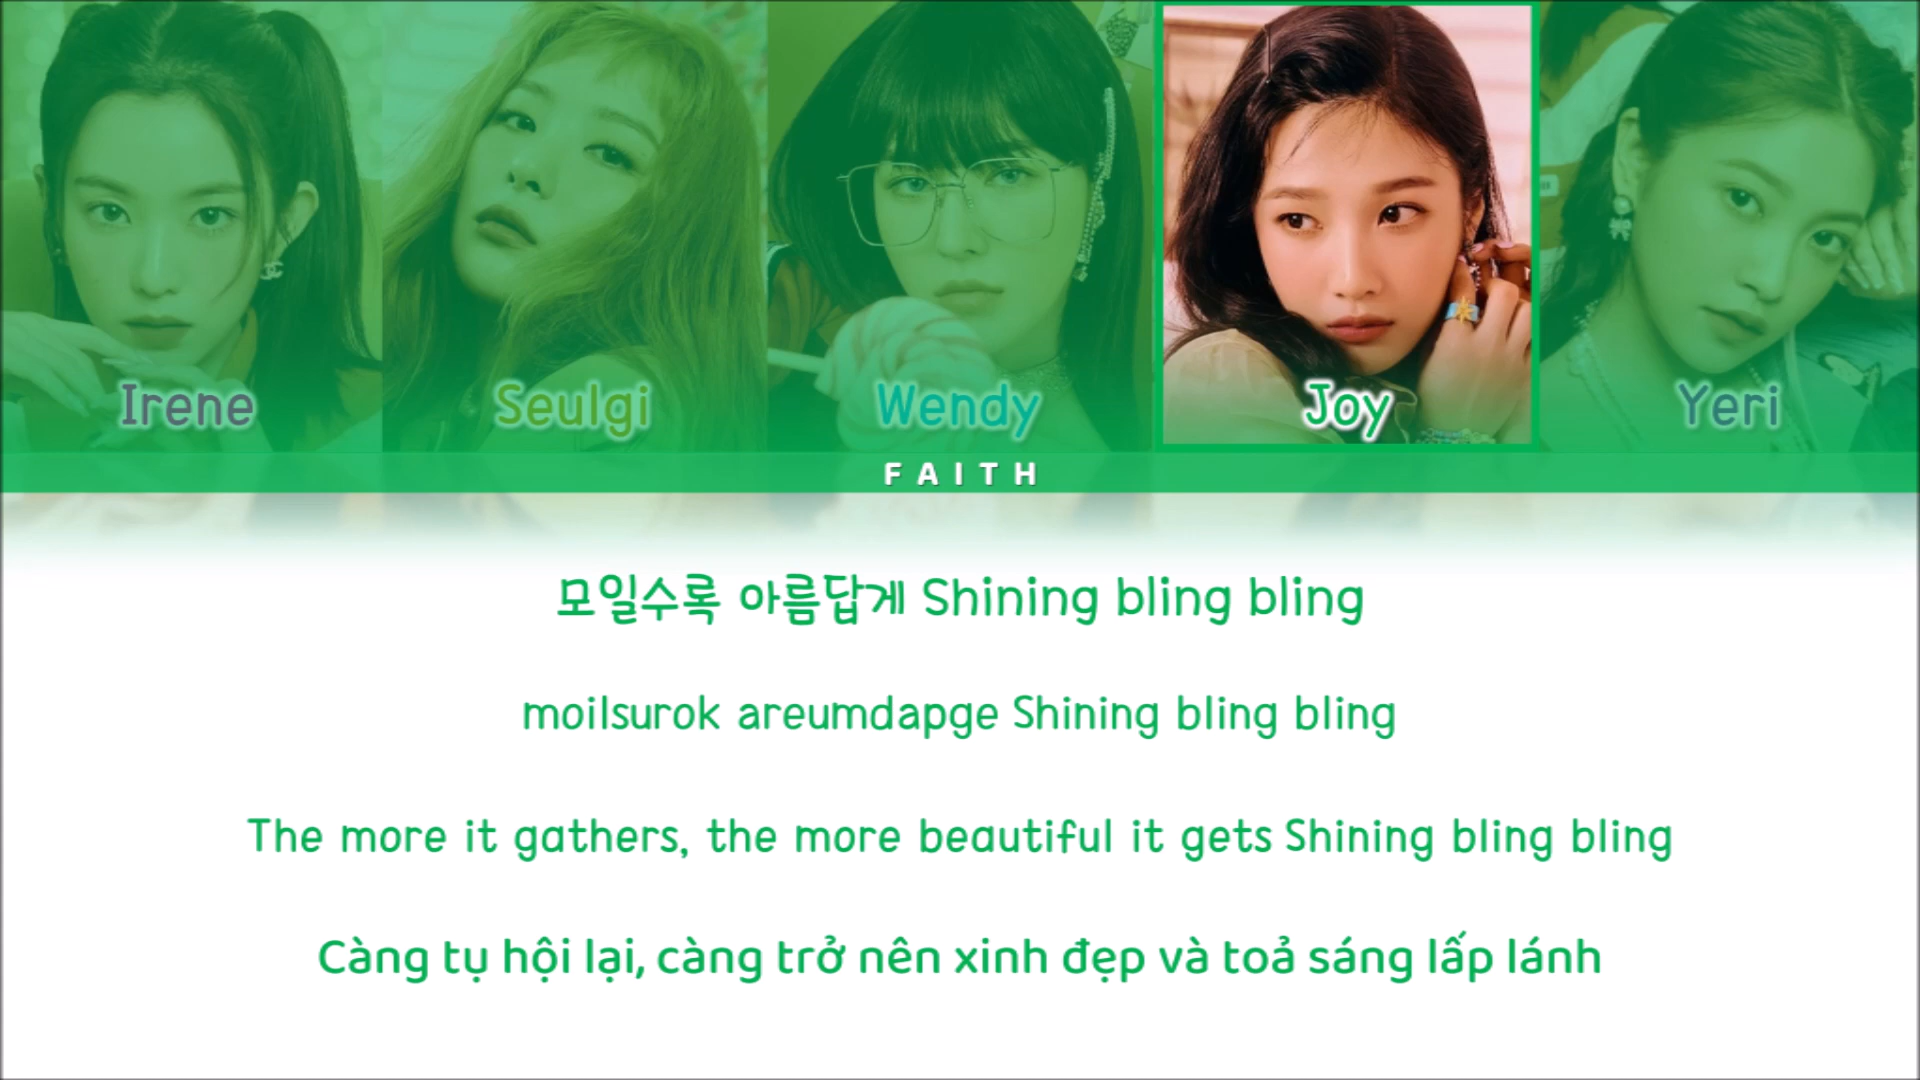 Irene
Seulgi
Wendy
Joy
Yeri
FAITH
모일수록 아름답게 Shining bling bling
moilsurok areumdapge Shining bling bling
The more it gathers, the more beautiful it gets Shining bling bling
Càng tụ hội lại, càng trở nên xinh đẹp và toả sáng lấp lánh